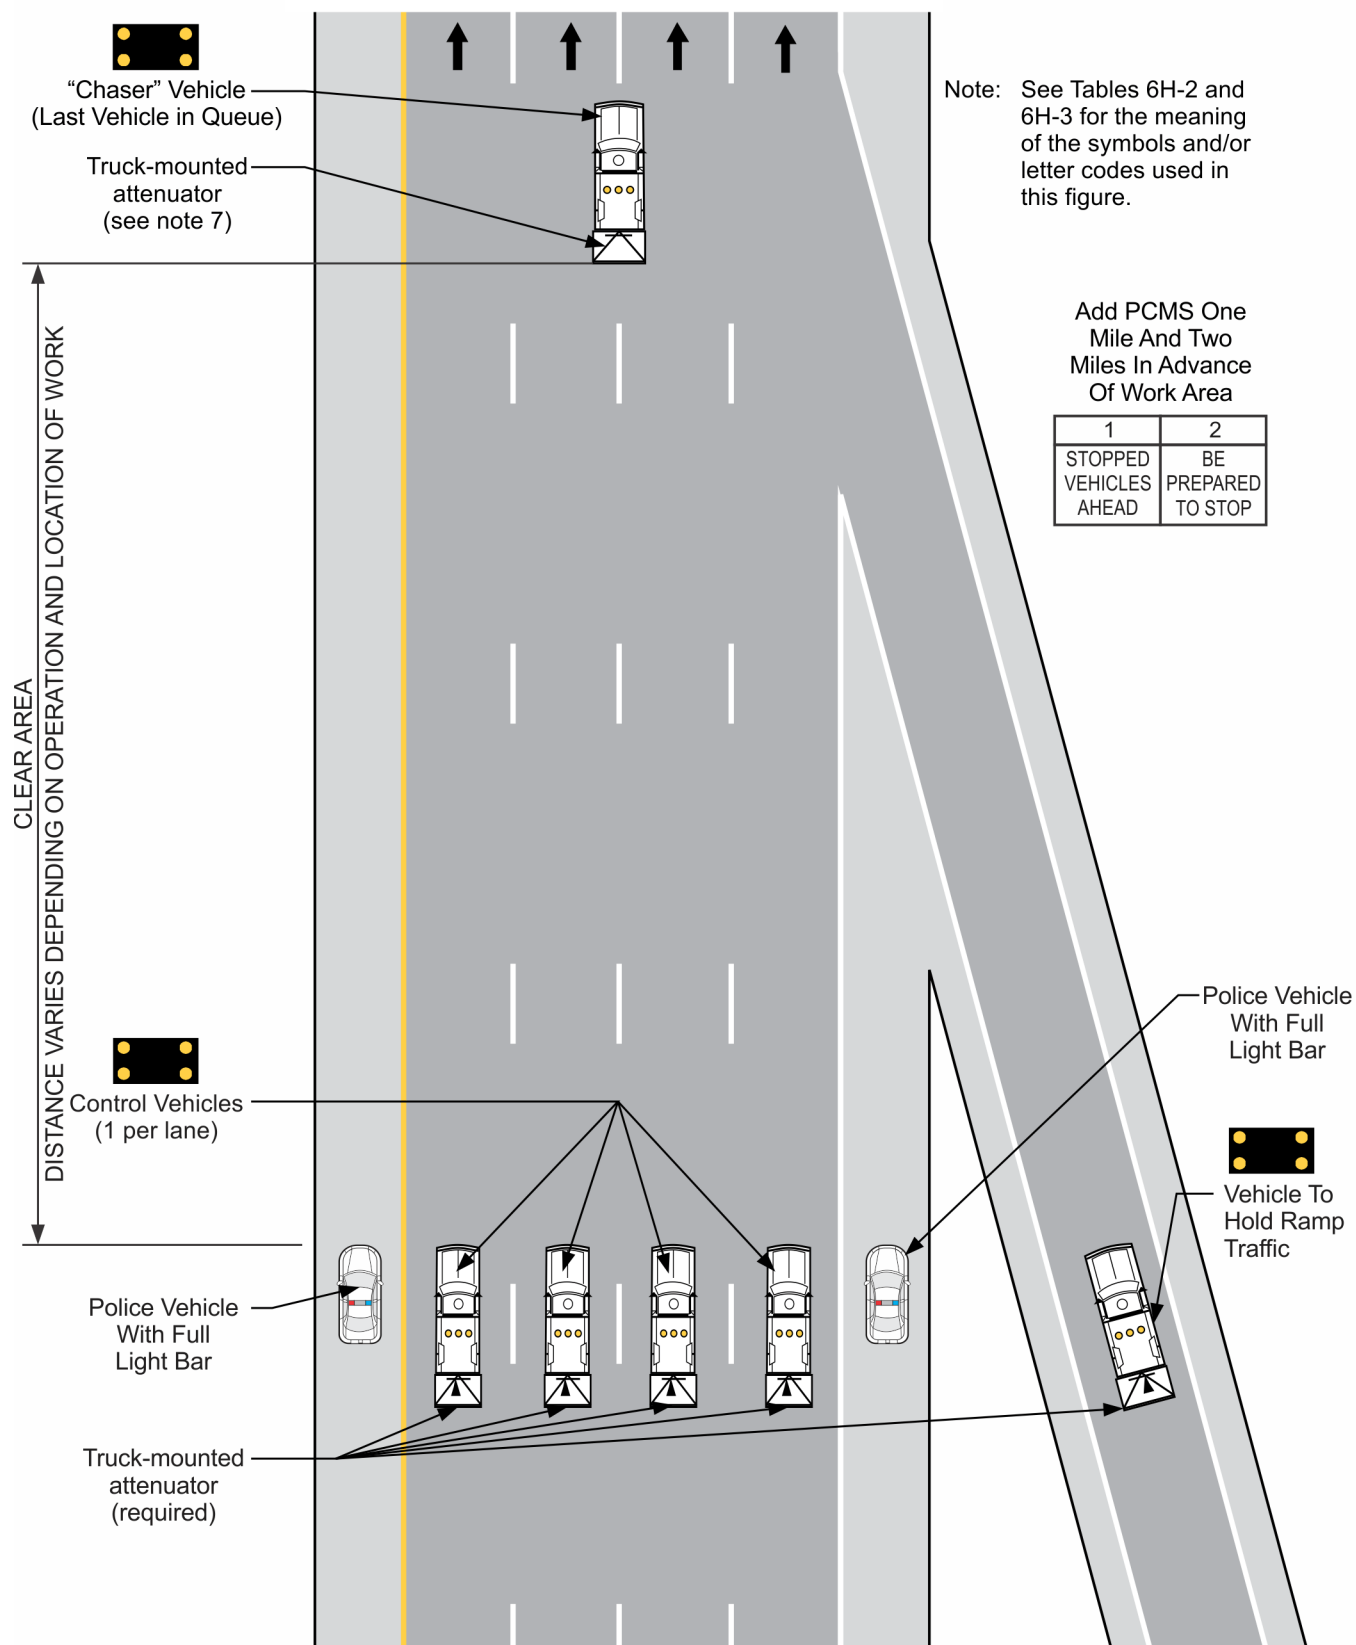 “Chaser” Vehicle
(Last Vehicle in Queue)
Truck-mounted
attenuator
(see note 7)
Note: See Tables 6H-2 and
6H-3 for the meaning
of the symbols and/or
letter codes used in
this figure.
Add PCMS One
Mile And Two
Miles In Advance
Of Work Area
1 2
STOPPED BE
VEHICLES PREPARED
AHEAD TO STOP
CLEAR AREA
DISTANCE VARIES DEPENDING ON OPERATION AND LOCATION OF WORK
Police Vehicle
With Full
Light Bar
Control Vehicles
(1 per lane)
Vehicle To
Hold Ramp
Traffic
Police Vehicle
With Full
Light Bar
Truck-mounted
attenuator
(required)